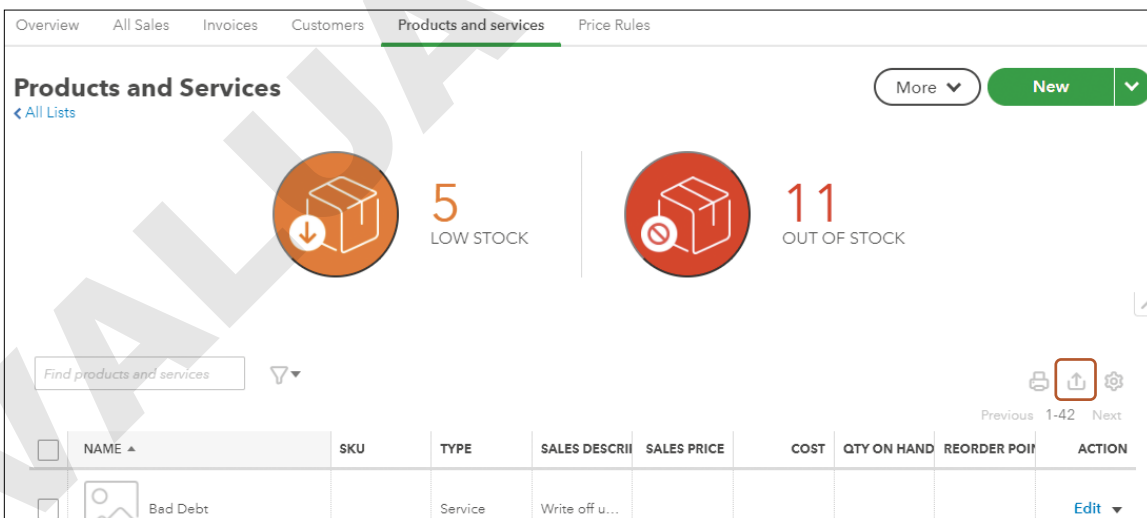 Overview All Sales Invoices Customers Products and services Price Rules
Products and Services
All Lists
More
New
5
LOW STOCK
11
OUT OF STOCK
Find products and services
Previous 1-42 Next
NAME SKU TYPE SALES DESCRI SALES PRICE COST QTY ON HAND REORDER POIN ACTION
Bad Debt Service Write off u... Edit
VALUA